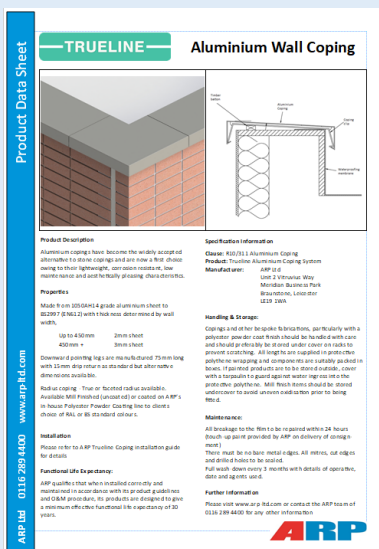 TRUELINE
Aluminium Wall Coping
Product Data Sheet
www.arp-ltd.com
0116 289 4400
ARP Ltd
Timber
batten
Aluminium
coping
Coping
clip
Waterproofing
membrane
Product Description
Aluminium copings have become the widely accepted
alternative to stone copings and are now a first choice
owing to their lightweight, corrosion resistant, low
maintenance and aesthetically pleasing characteristics.
Properties
Made from 1050AH14 grade aluminium sheet to
BS2997 (EN612) with thickness determined by wall
width,
Up to 450mm 2mm sheet
450mm + 3mm sheet
Downward pointing legs are manufactured 75mm long
with 15mm drip return as standard but alternative
dimensions available.
Radius coping - True or faceted radius available.
Available Mill Finished (uncoated) or coated on ARP's
in house Polyester Powder Coating line to clients
choice of RAL or BS standard colours.
Installation
Please refer to ARP Trueline Coping installation guide
for details
Functional Life Expectancy:
ARP qualifies that when installed correctly and
maintained in accordance with its product guidelines
and O&M procedure, its products are designed to give
a minimum effective functional life expectancy of 30
years.
Specification Information
Clause: R10/311 Aluminium Coping
Product: Trueline Aluminium Coping System
Manufacturer: ARP Ltd
Unit 2 Vitruvius Way
Meridian Business Park
Braunstone, Leicester
LE19 1WA
Handling & Storage:
Copings and other bespoke fabrications, particularly with a
polyester powder coat finish should be handled with care
and should preferably be stored under cover on racks to
prevent scratching. All lengths are supplied in protective
polythene wrapping and components are suitably packed in
boxes. If painted products are to be stored outside, cover
with a tarpaulin to guard against water ingress into the
protective polythene. Mill finish items should be stored
undercover to avoid uneven oxidisation prior to being
fitted.
Maintenance:
All breakage to the film to be repaired within 24 hours
(touch-up paint provided by ARP on delivery of consign-
ment)
There must be no bare metal edges. All mitres, cut edges
and drilled holes to be sealed.
Full wash down every 3 months with details of operative,
date and agents used.
Further Information
Please visit www.arp-ltd.com or contact the ARP team of
0116 289 4400 for any other information
ARP